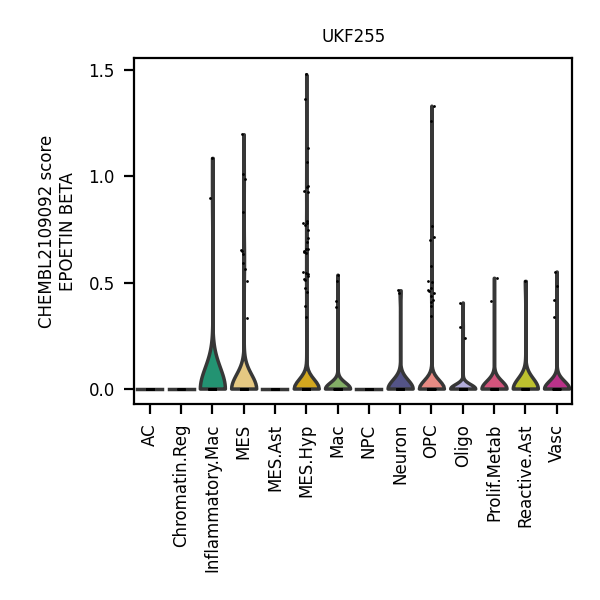 UKF255
CHEMBL2109092 score
EPOETIN BETA
1.5
1.0
0.5
0.0
AC
Chromatin.Reg
Inflammatory.Mac
MES
MES.Ast
MES.Hyp
Mac
NPC
Neuron
OPC
Oligo
Prolif.Metab
Reactive.Ast
Vasc